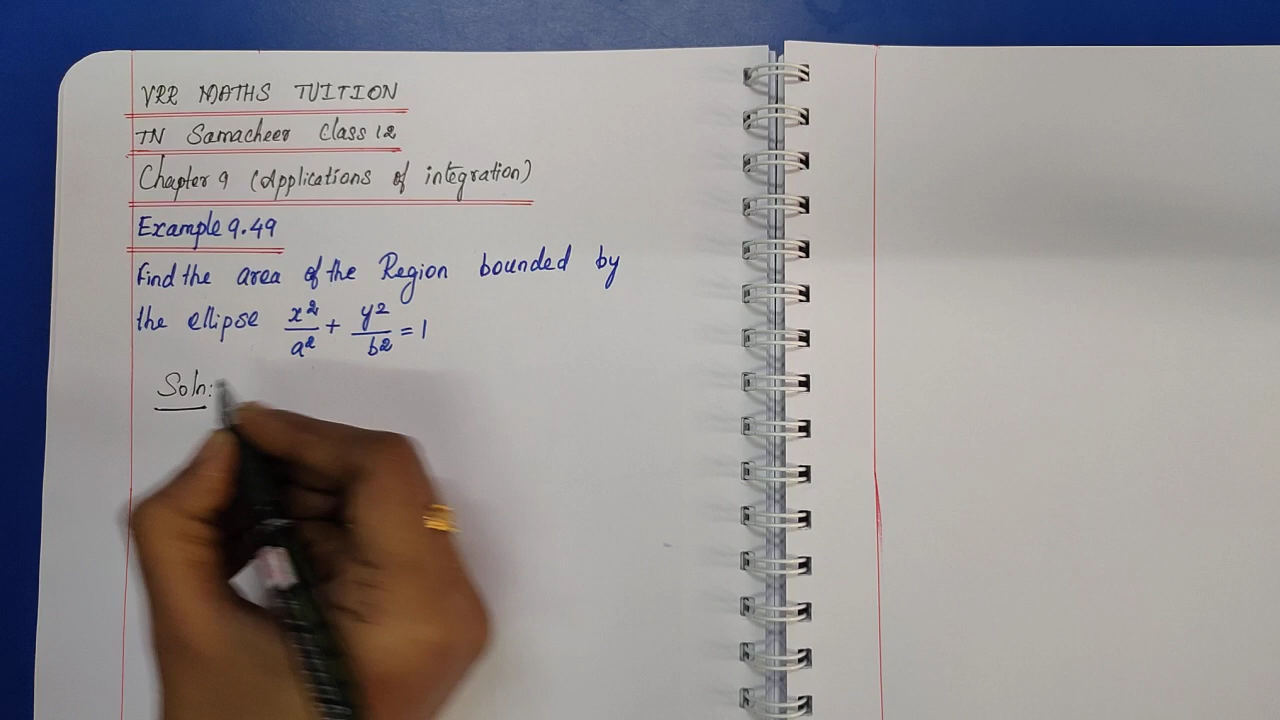 VRR MATHS TUITION
TN Samacheer Class 12
Chapter 9 (Applications of integration)
Example 9.49
Find the area of the Region bounded by
the ellipse x²/a² + y²/b² = 1
Soln: